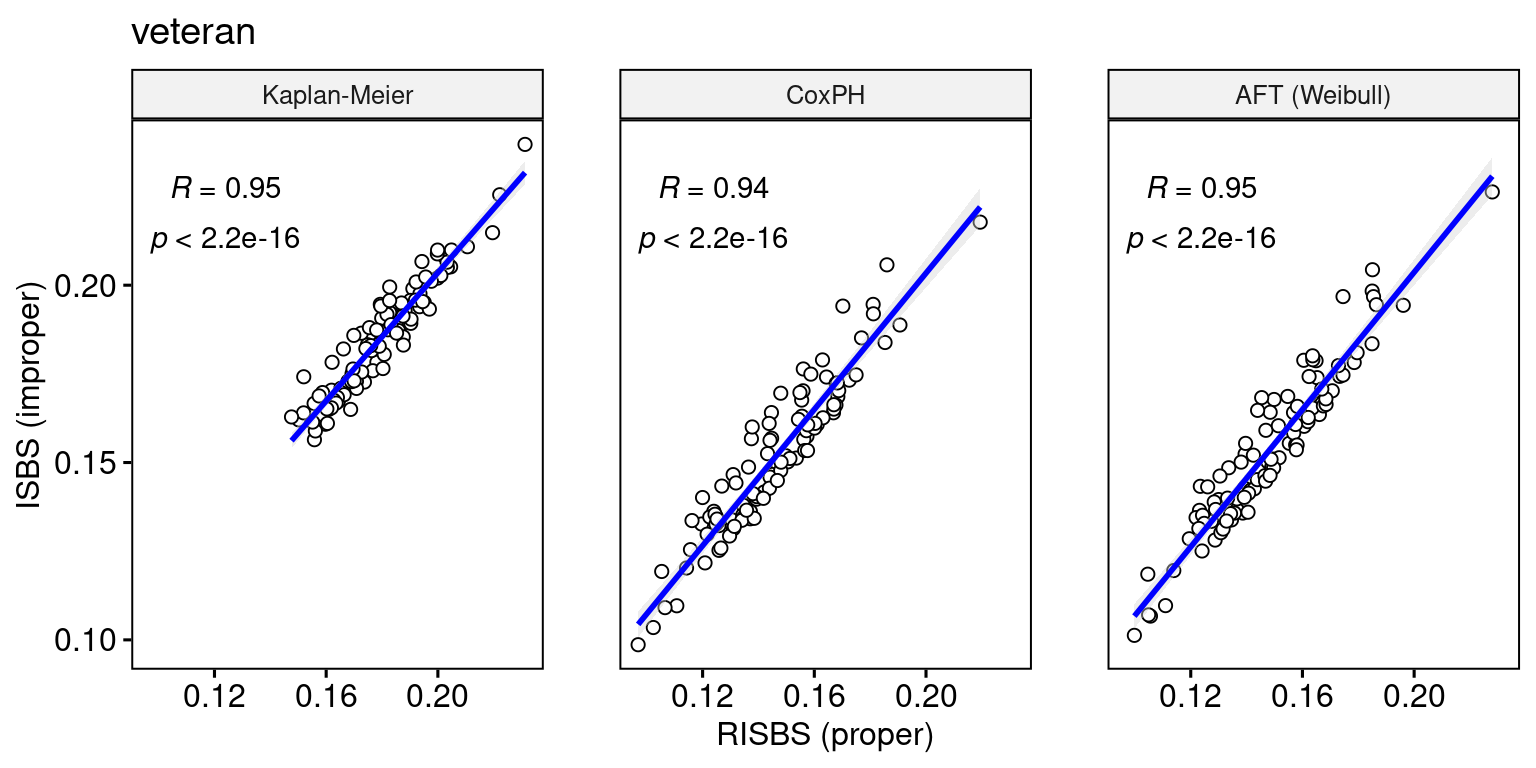 veteran
Kaplan-Meier
CoxPH
AFT (Weibull)
R = 0.95
p < 2.2e-16
R = 0.94
p < 2.2e-16
R = 0.95
p < 2.2e-16
ISBS (improper)
0.20
0.15
0.10
0.12 0.16 0.20
0.12 0.16 0.20
0.12 0.16 0.20
RISBS (proper)